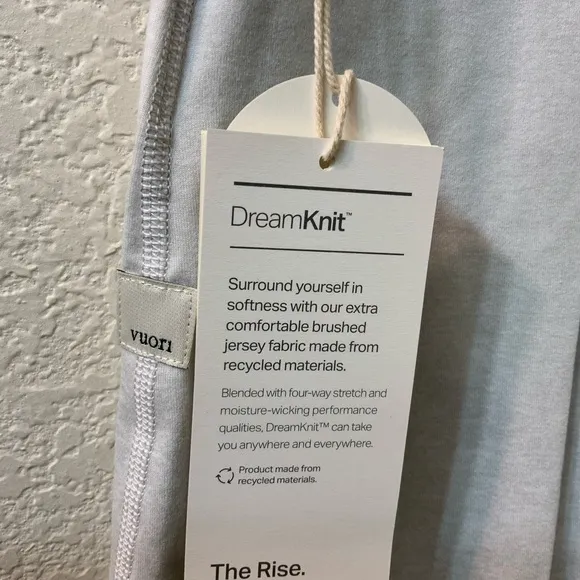 DreamKnit™
Surround yourself in
softness with our extra
comfortable brushed
jersey fabric made from
recycled materials.
Blended with four-way stretch and
moisture-wicking performance
qualities, DreamKnit™ can take
you anywhere and everywhere.
Product made from
recycled materials.
The Rise.
vuori